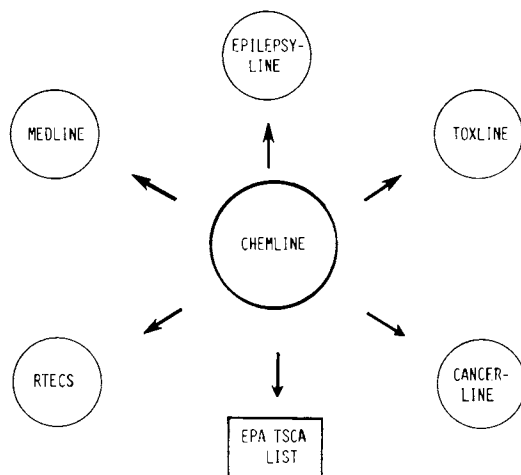 EPILEPSY-
LINE
MEDLINE
TOXLINE
CHEMLINE
RTECS
CANCER-
LINE
EPA TSCA
LIST